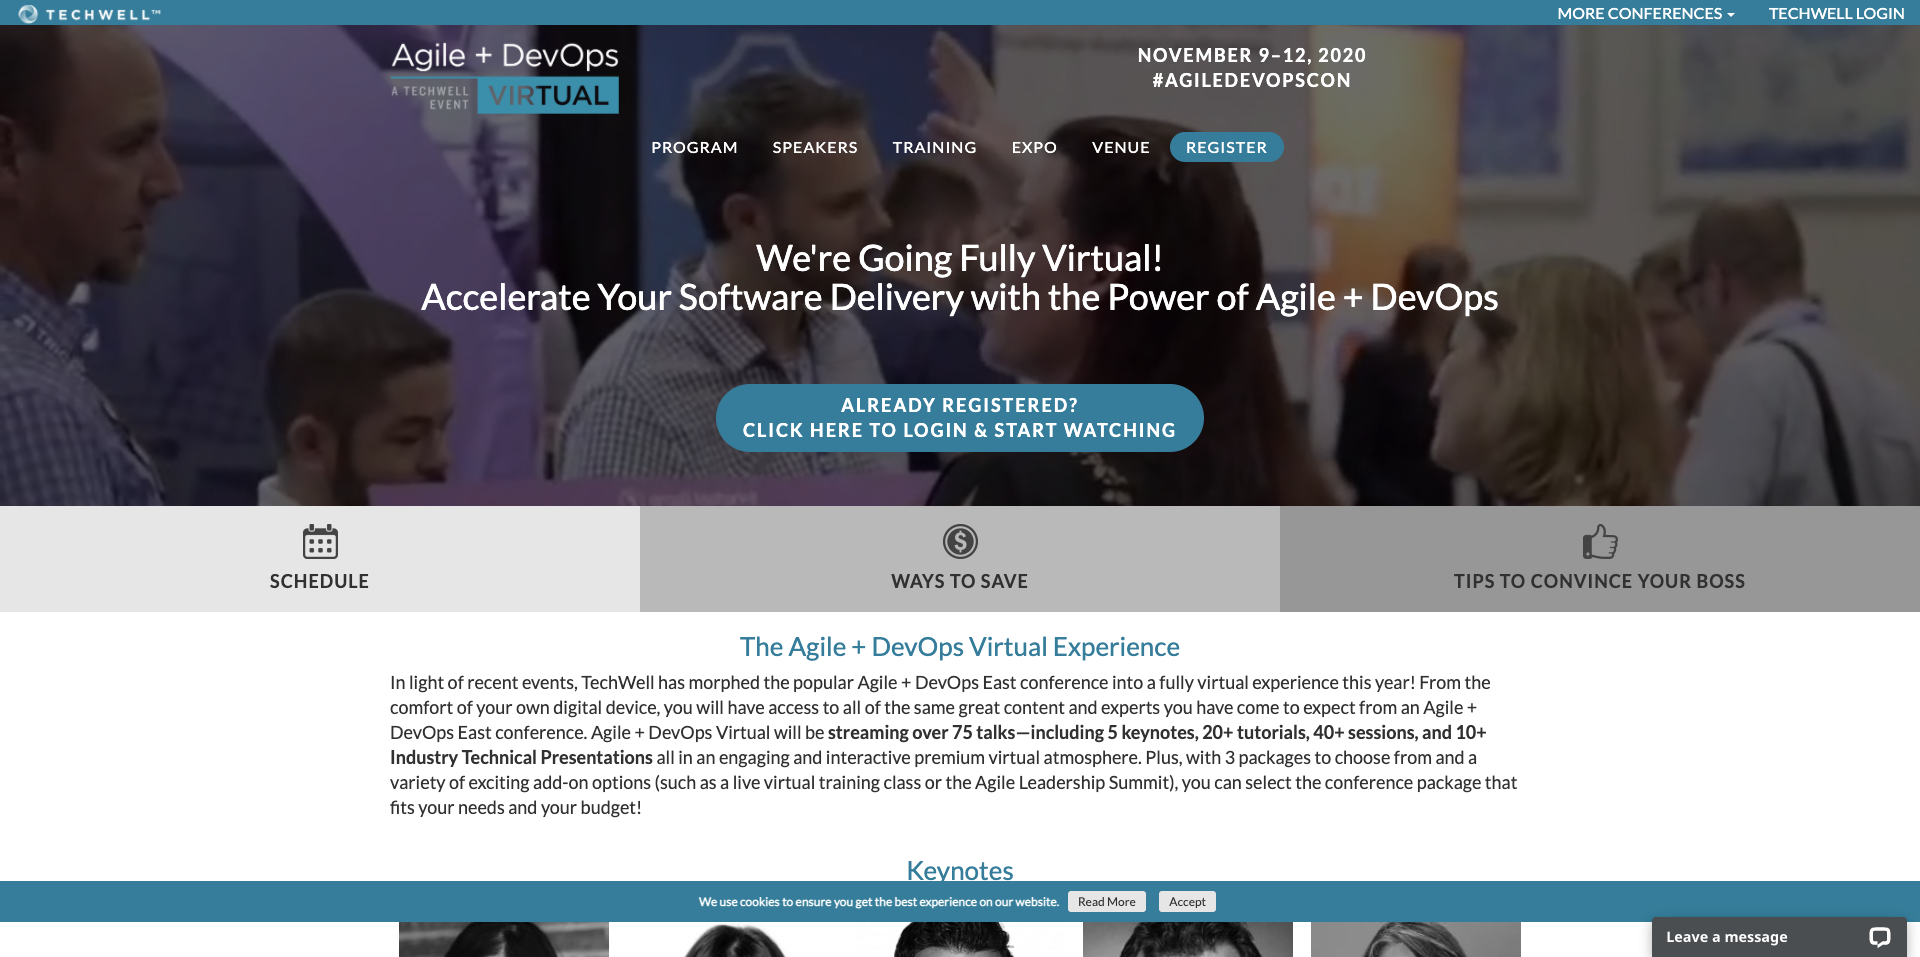 TECHWELL™
MORE CONFERENCES
TECHWELL LOGIN
Agile + DevOps
A TECHWELL
EVENT
VIRTUAL
NOVEMBER 9–12, 2020
#AGILEDEVOPSCON
PROGRAM
SPEAKERS
TRAINING
EXPO
VENUE
REGISTER
We're Going Fully Virtual!
Accelerate Your Software Delivery with the Power of Agile + DevOps
ALREADY REGISTERED?
CLICK HERE TO LOGIN & START WATCHING
SCHEDULE
WAYS TO SAVE
TIPS TO CONVINCE YOUR BOSS
The Agile + DevOps Virtual Experience
In light of recent events, TechWell has morphed the popular Agile + DevOps East conference into a fully virtual experience this year! From the
comfort of your own digital device, you will have access to all of the same great content and experts you have come to expect from an Agile +
DevOps East conference. Agile + DevOps Virtual will be streaming over 75 talks—including 5 keynotes, 20+ tutorials, 40+ sessions, and 10+
Industry Technical Presentations all in an engaging and interactive premium virtual atmosphere. Plus, with 3 packages to choose from and a
variety of exciting add-on options (such as a live virtual training class or the Agile Leadership Summit), you can select the conference package that
fits your needs and your budget!
Keynotes
We use cookies to ensure you get the best experience on our website.
Read More
Accept
Leave a message